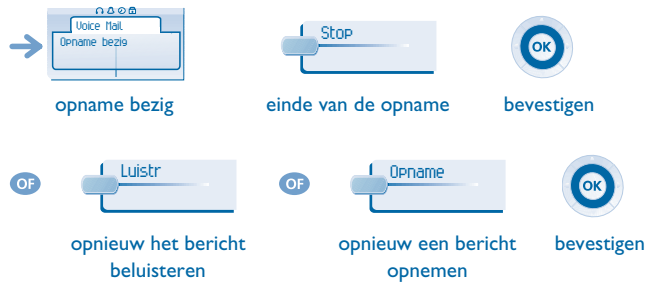 Voice Mail
Opname bezig
Stop
OK
opname bezig
einde van de opname
bevestigen
OF
Luistr
OF
Opname
OK
opnieuw het bericht
beluisteren
opnieuw een bericht
opnemen
bevestigen